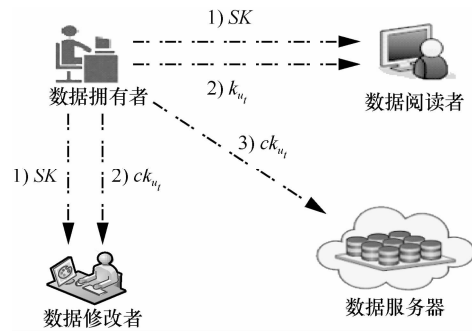 1) SK
2) k_{u_t}
数据拥有者
数据阅读者
3) ck_{u_t}
1) SK
2) ck_{u_t}
数据修改者
数据服务器